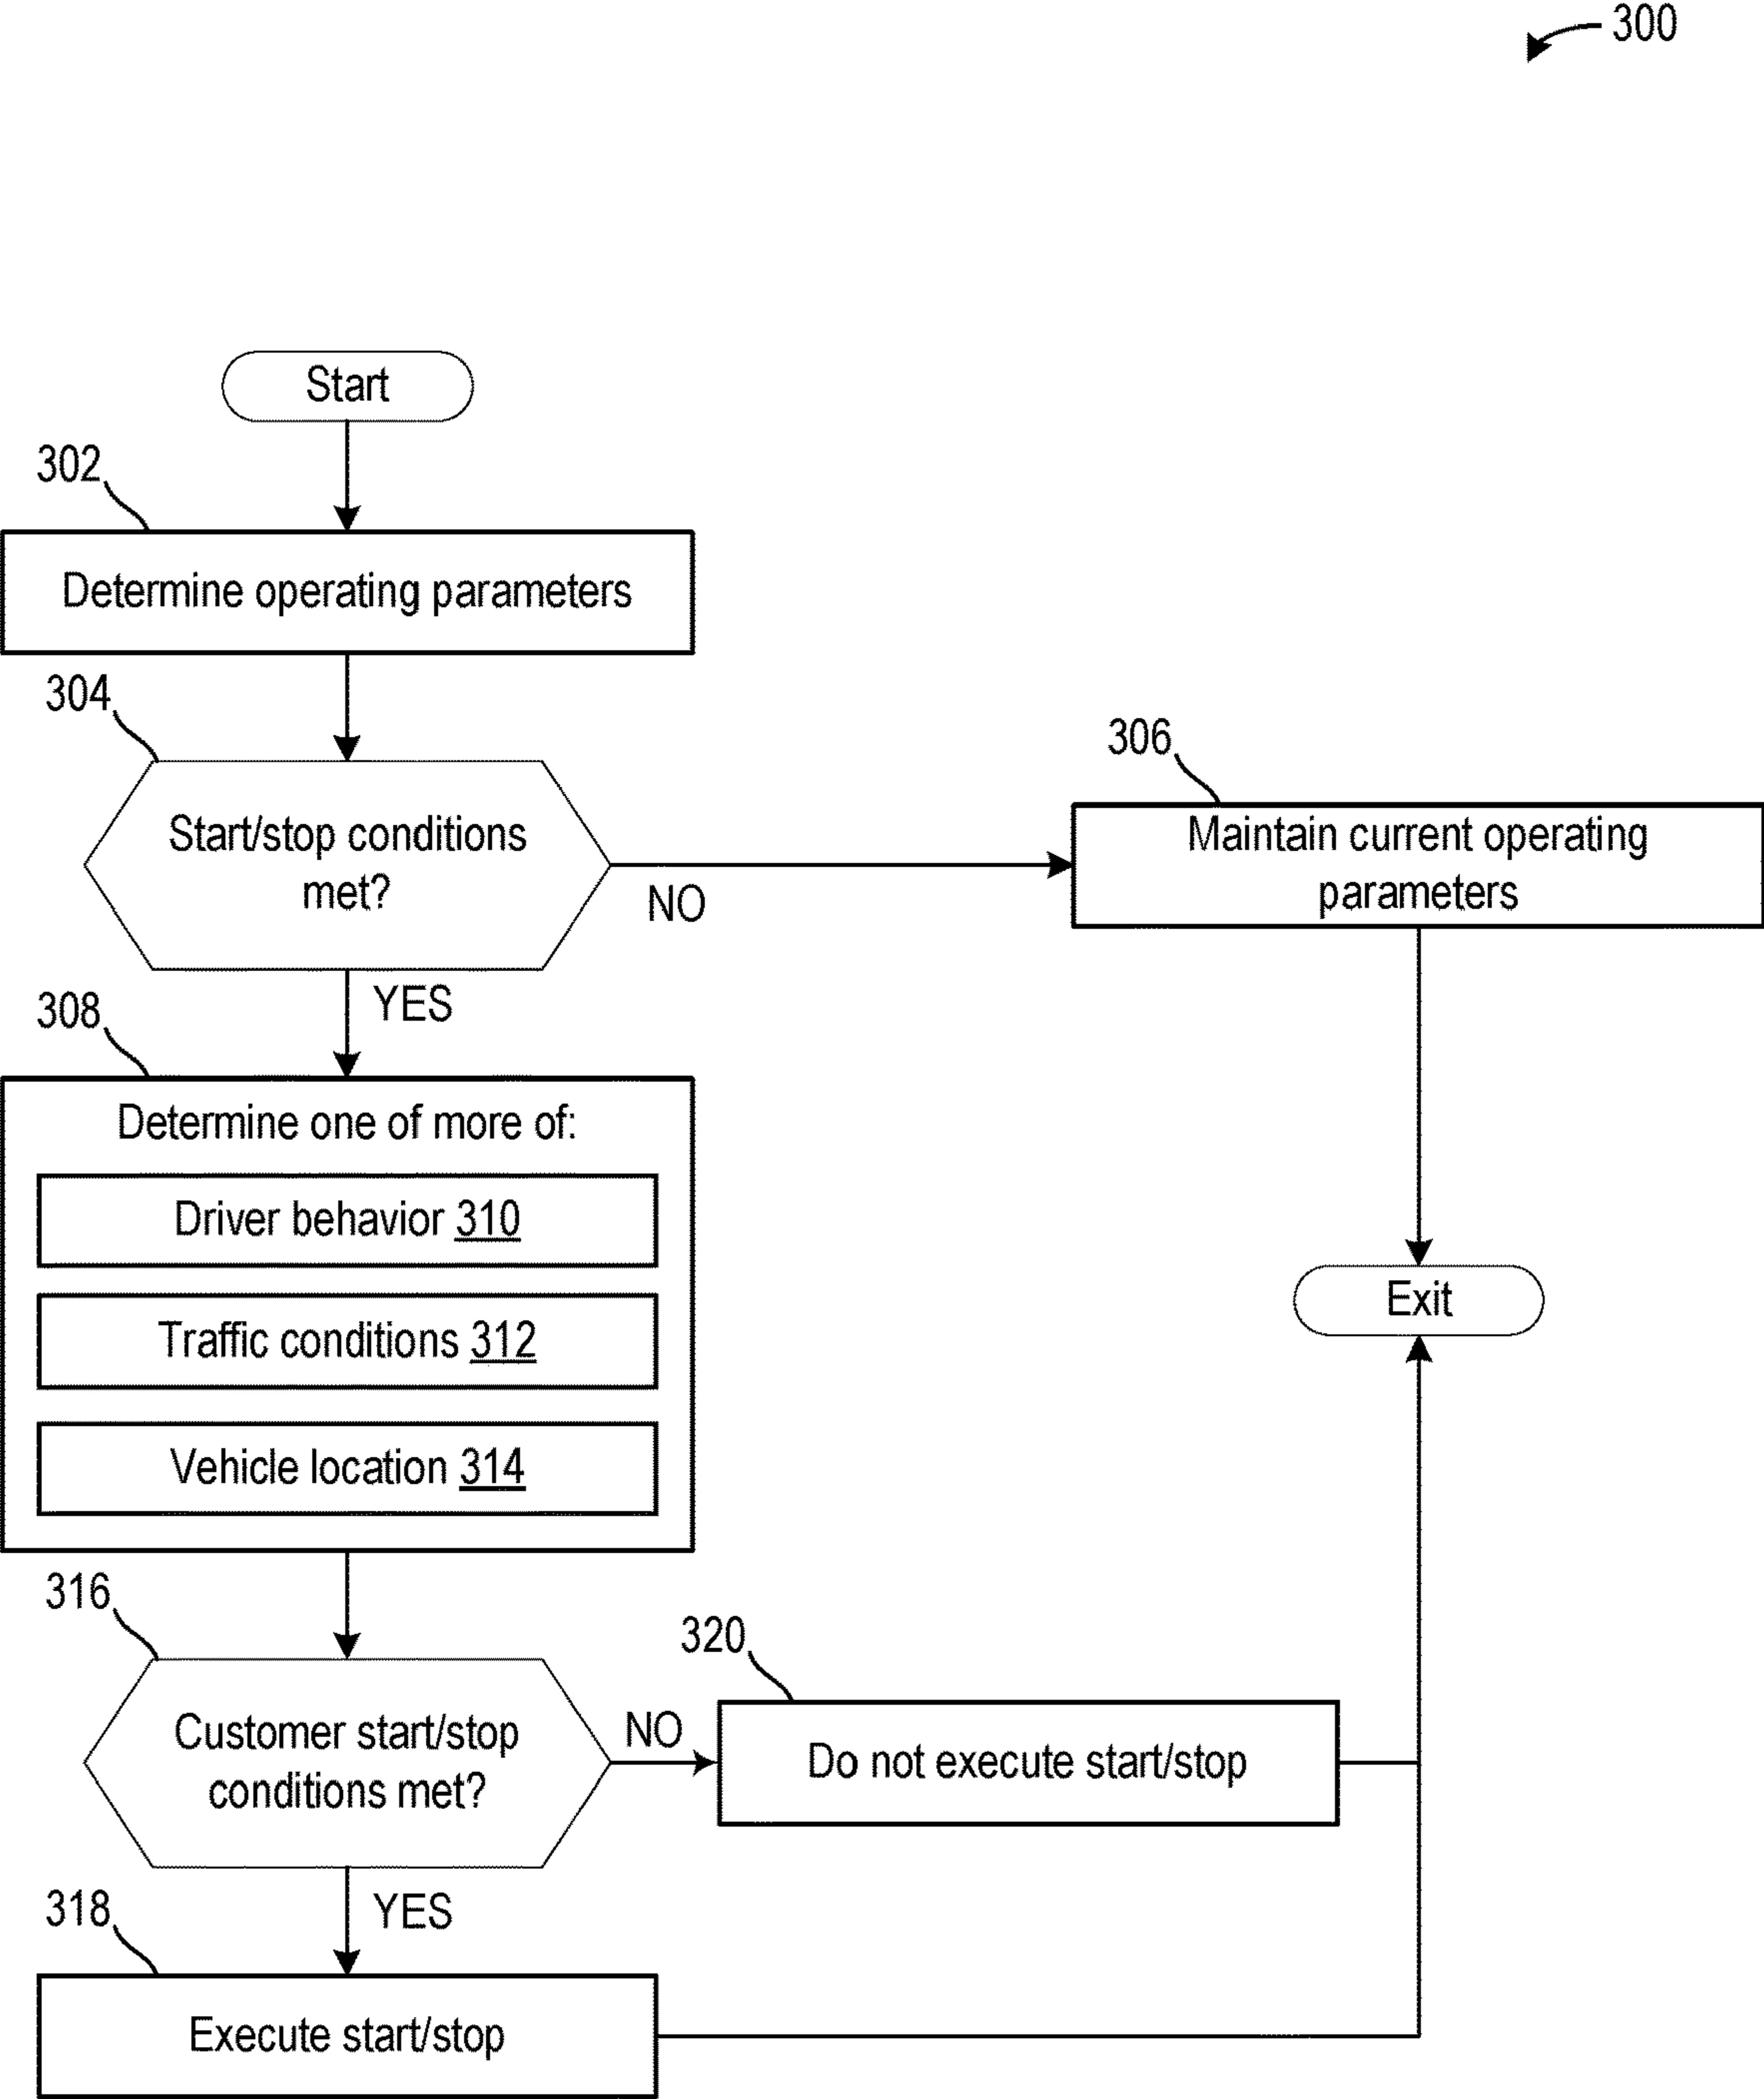 300
Start
302
Determine operating parameters
304
Start/stop conditions
met?
NO
306
Maintain current operating
parameters
YES
308
Determine one of more of:
Driver behavior 310
Traffic conditions 312
Vehicle location 314
Exit
316
Customer start/stop
conditions met?
NO
320
Do not execute start/stop
YES
318
Execute start/stop